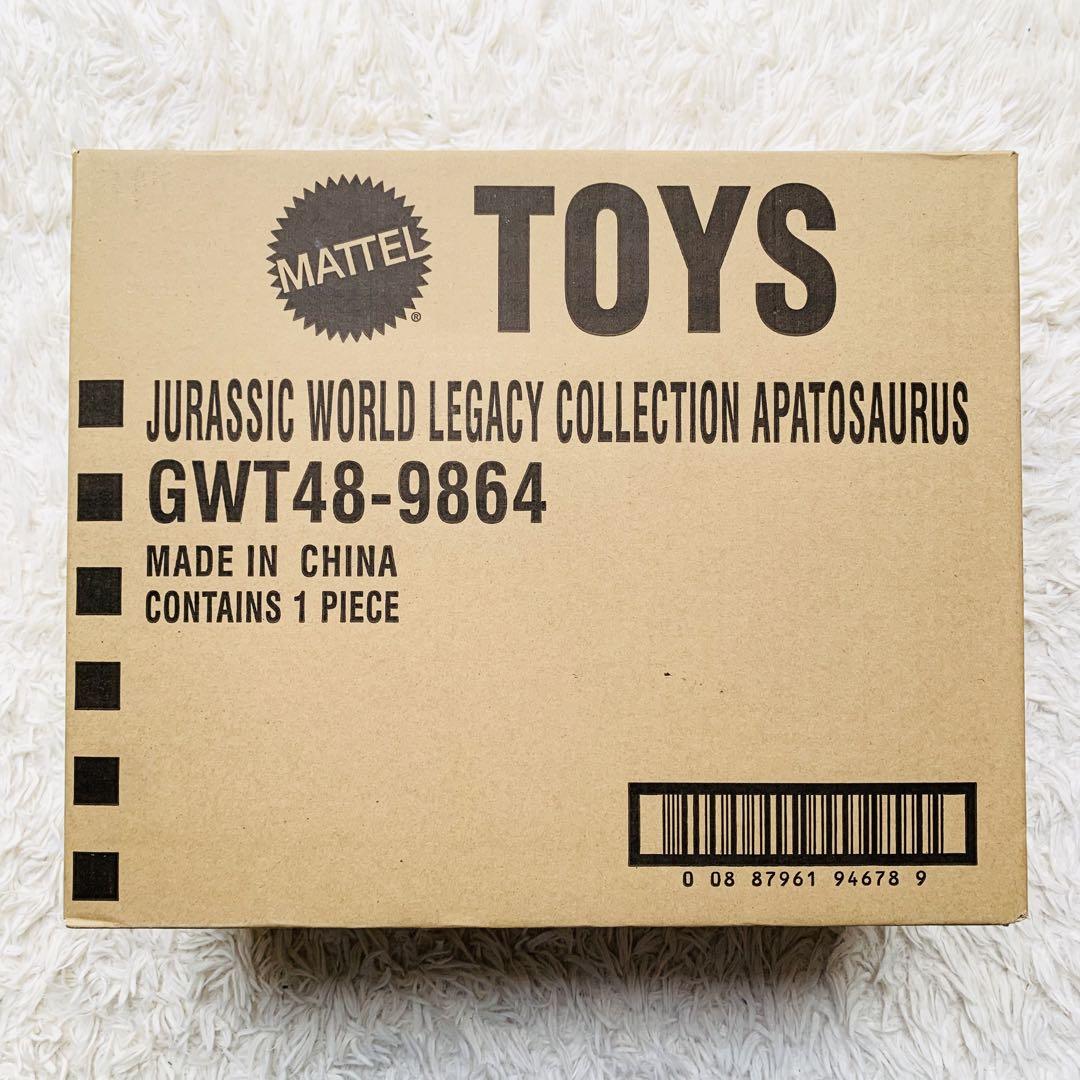 MATTEL
®
TOYS
JURASSIC WORLD LEGACY COLLECTION APATOSAURUS
GWT48-9864
MADE IN CHINA
CONTAINS 1 PIECE
0 08 87961 94678 9